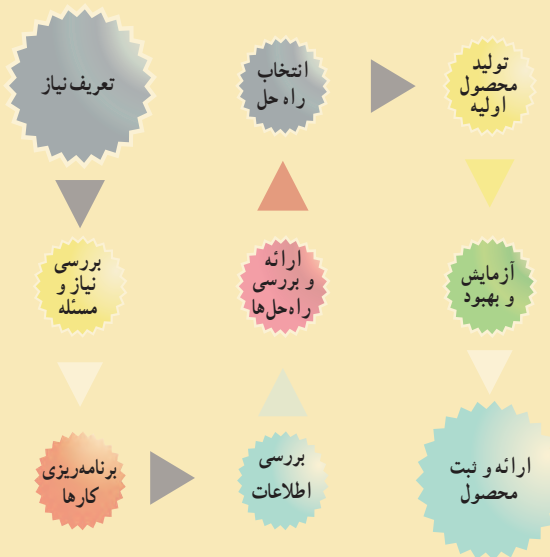 تعریف نیاز
بررسی
نیاز و
مسئله
برنامه‌ریزی
کارها
بررسی
اطلاعات
ارائه
و بررسی
راه‌حل‌ها
انتخاب
راه حل
تولید
محصول
اولیه
آزمایش
و بهبود
ارائه و ثبت
محصول